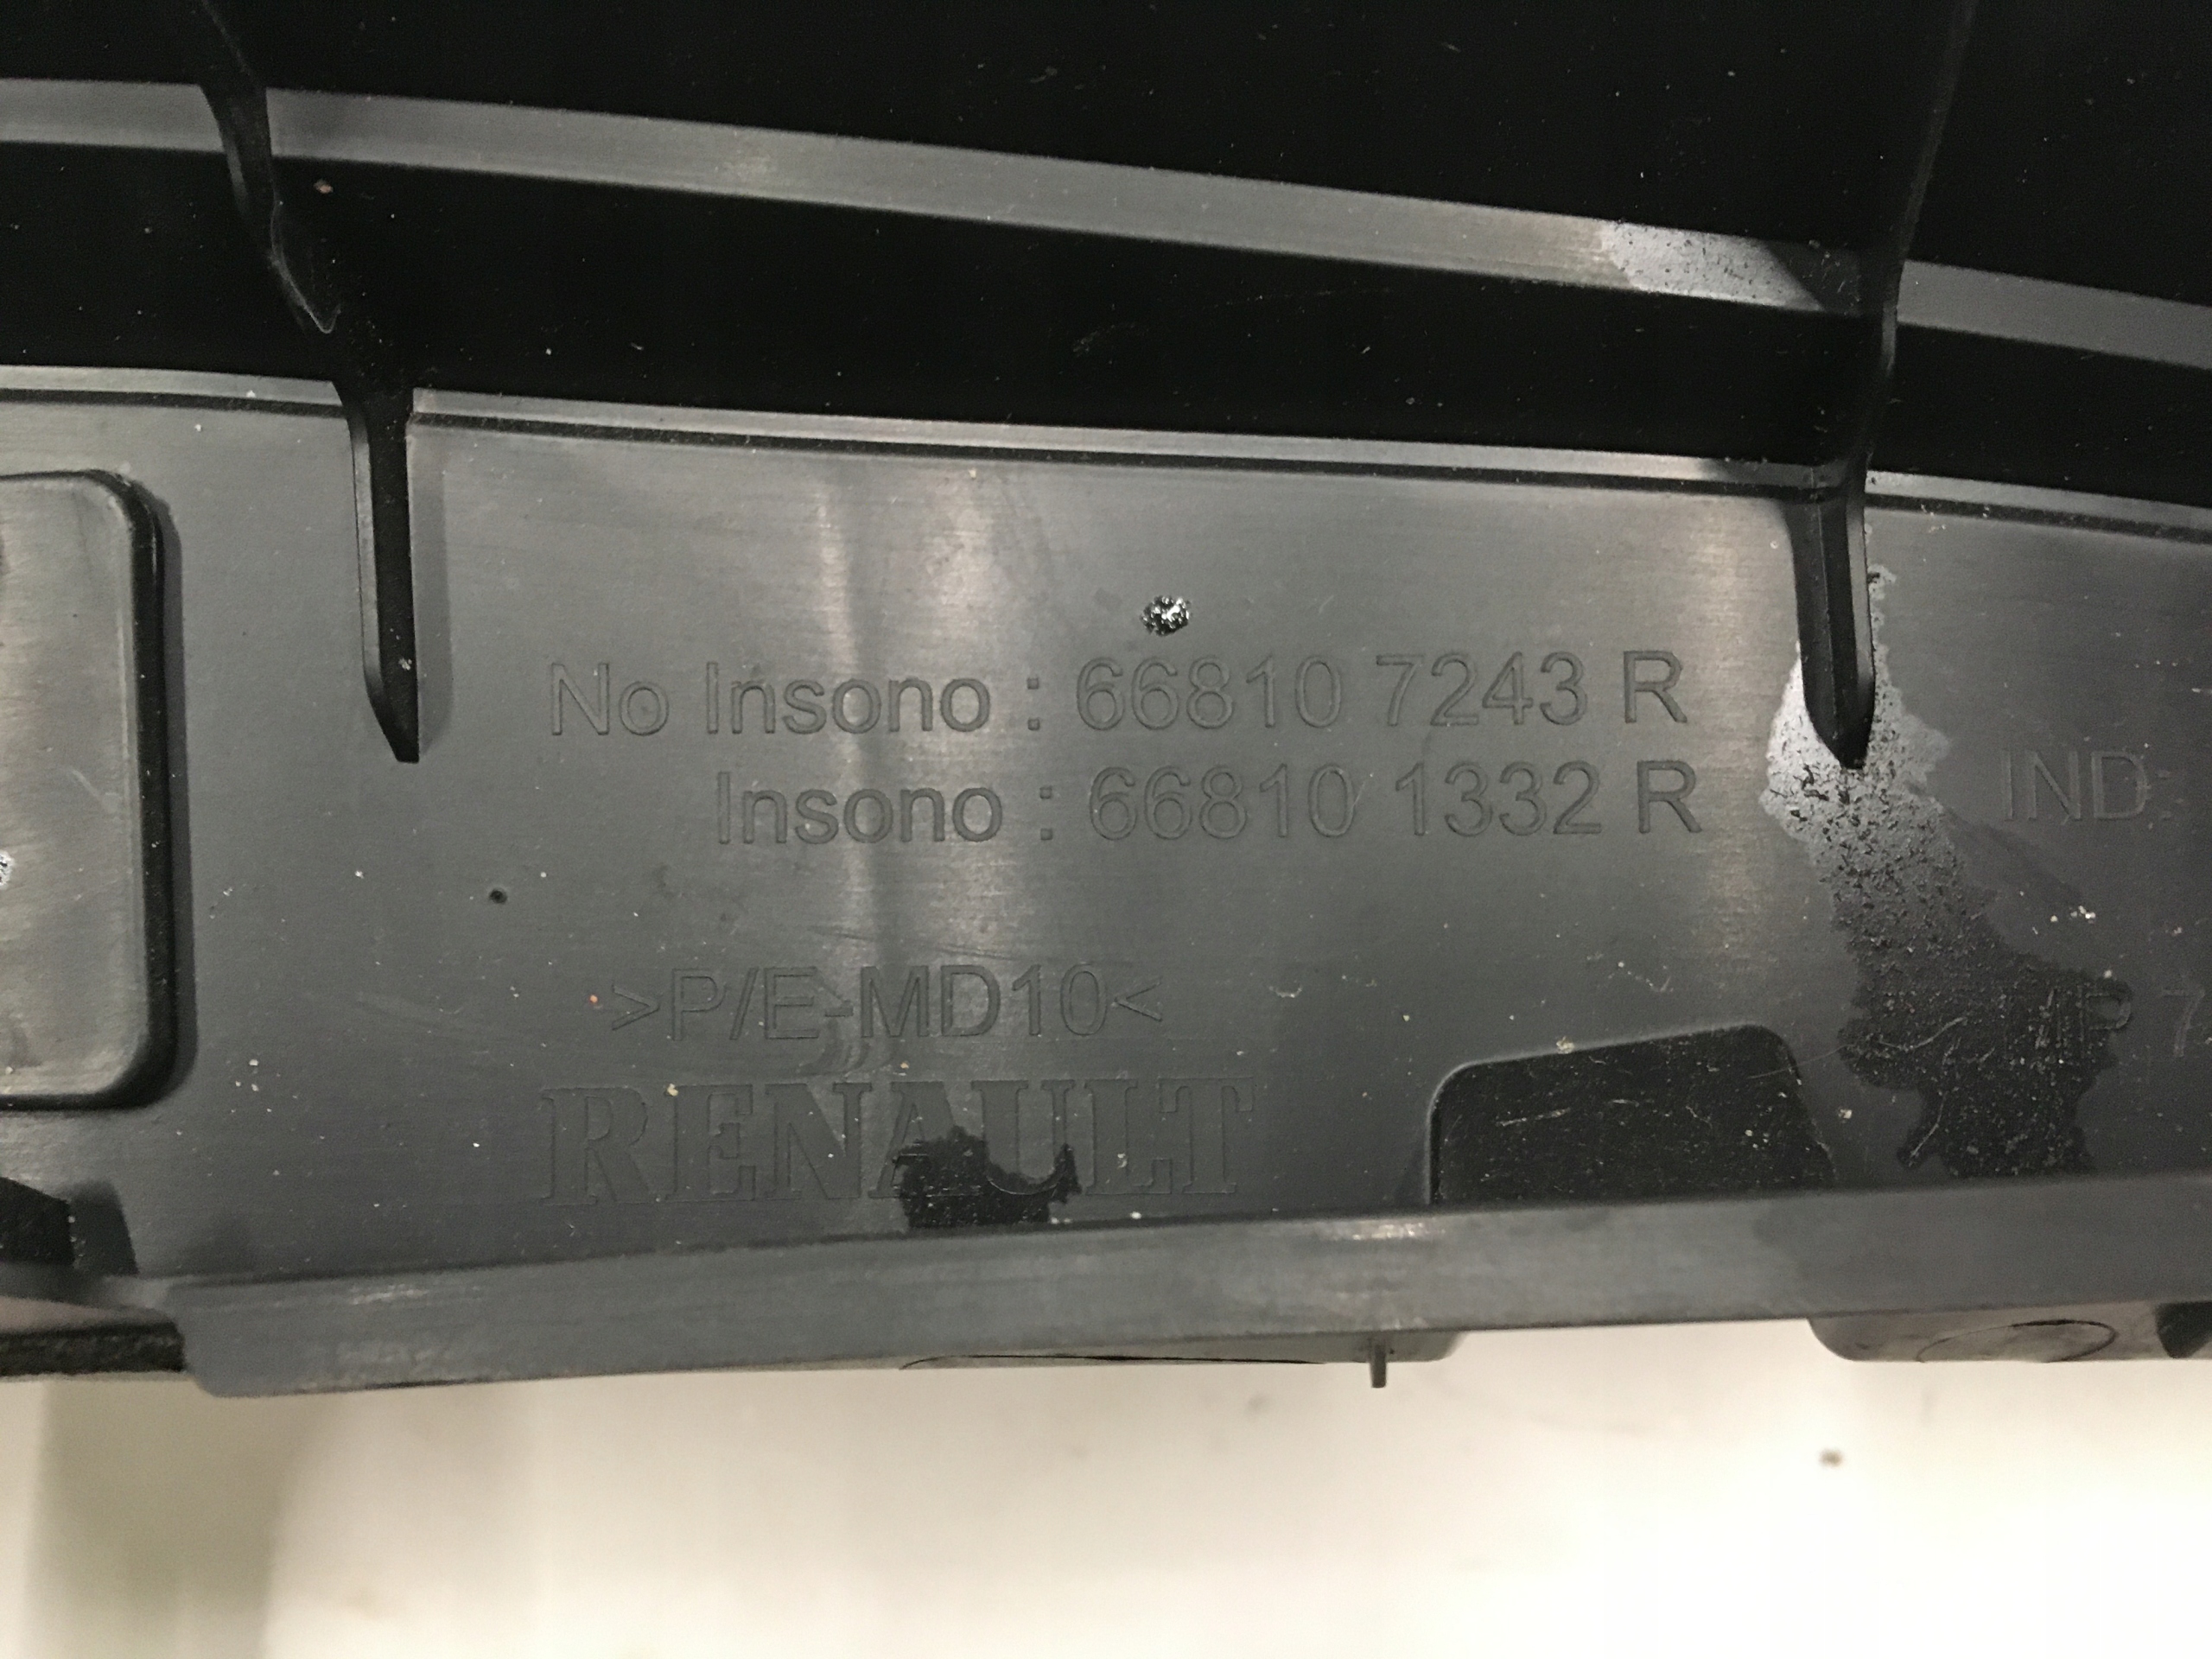 No Insono : 66810 7243 R
Insono : 66810 1332 R
IND:
>P/E-MD10<
RENAULT